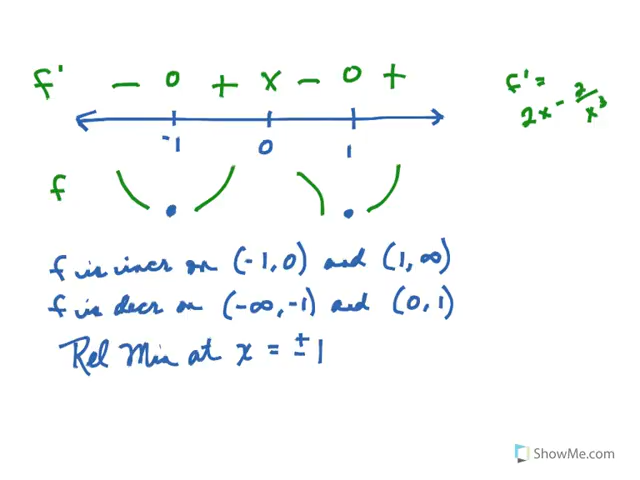 f' - 0 + x - 0 +
f' =
2x - 2/x³
-1 0 1
f
f is incr on (-1, 0) and (1, ∞)
f is decr on (-∞, -1) and (0, 1)
Rel Min at x = ± 1
ShowMe.com